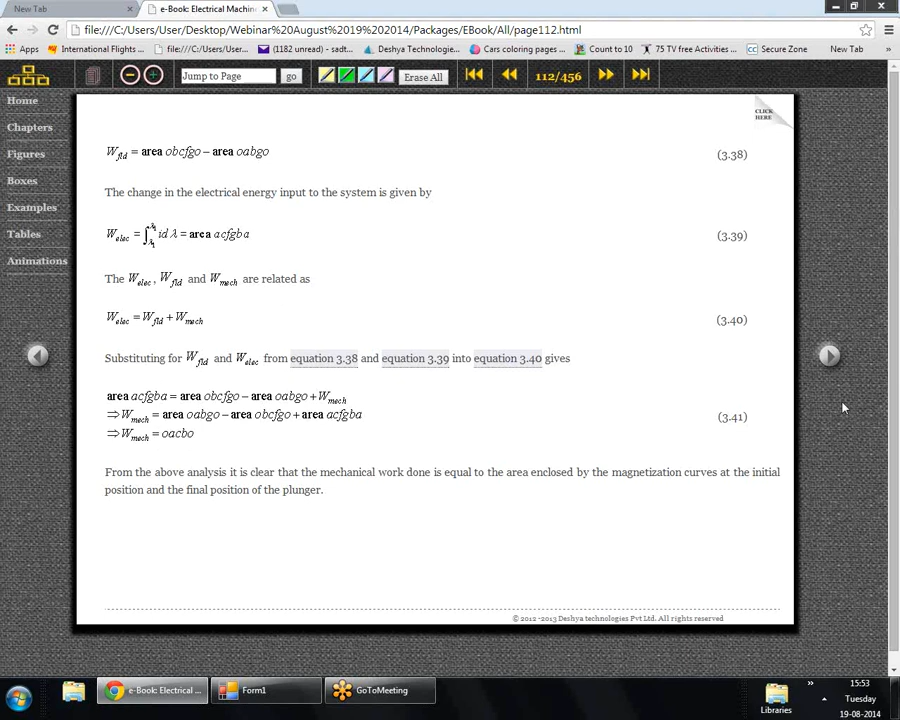 New Tab
e-Book: Electrical Machin
file:///C:/Users/User/Desktop/Webinar%20August%2019%202014/Packages/EBook/All/page112.html
Apps
International Flights ...
file:///C:/Users/User...
(1182 unread) - sadt...
Deshya Technologie...
Cars coloring pages ...
Count to 10
75 TV free Activities ...
Secure Zone
New Tab
Jump to Page
go
Erase All
112/456
Home
Chapters
Figures
Boxes
Examples
Tables
Animations
CLICK
HERE
W_fld = area obcfgo − area oabgo (3.38)
The change in the electrical energy input to the system is given by
W_elec = ∫ idλ = area acfgba (3.39)
The W_elec, W_fld and W_mech are related as
W_elec = W_fld + W_mech (3.40)
Substituting for W_fld and W_elec from equation 3.38 and equation 3.39 into equation 3.40 gives
area acfgba = area obcfgo − area oabgo + W_mech
⇒ W_mech = area oabgo − area obcfgo + area acfgba (3.41)
⇒ W_mech = oacbo
From the above analysis it is clear that the mechanical work done is equal to the area enclosed by the magnetization curves at the initial
position and the final position of the plunger.
© 2012 -2013 Deshya technologies Pvt Ltd. All rights reserved
e-Book: Electrical ...
Form1
GoToMeeting
Libraries
15:53
Tuesday
19-08-2014